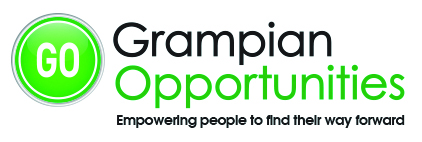 GO
Grampian
Opportunities
Empowering people to find their way forward